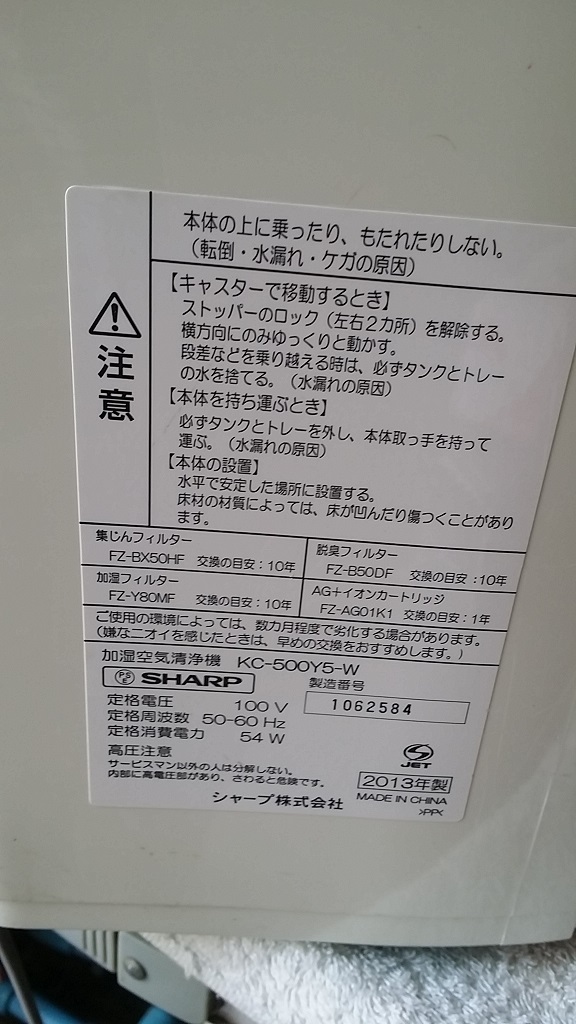 本体の上に乗ったり、もたれたりしない。
（転倒・水漏れ・ケガの原因）
注意
【キャスターで移動するとき】
ストッパーのロック（左右2カ所）を解除する。
横方向にのみゆっくりと動かす。
段差などを乗り越える時は、必ずタンクとトレー
の水を捨てる。（水漏れの原因）
【本体を持ち運ぶとき】
必ずタンクとトレーを外し、本体取っ手を持って
運ぶ。（水漏れの原因）
【本体の設置】
水平で安定した場所に設置する。
床材の材質によっては、床が凹んだり傷つくことがあり
ます。
集じんフィルター
FZ-BX50HF 交換の目安：10年
脱臭フィルター
FZ-B50DF 交換の目安：10年
加湿フィルター
FZ-Y80MF 交換の目安：10年
AG+イオンカートリッジ
FZ-AG01K1 交換の目安：1年
ご使用の環境によっては、数カ月程度で劣化する場合があります。
（嫌なニオイを感じたときは、早めの交換をおすすめします。）
加湿空気清浄機 KC-500Y5-W
PSE SHARP
製造番号
1062584
定格電圧 100 V
定格周波数 50-60 Hz
定格消費電力 54 W
高圧注意
サービスマン以外の人は分解しない。
内部に高電圧部があり、さわると危険です。
JET
2013年製
シャープ株式会社
MADE IN CHINA
>PP<